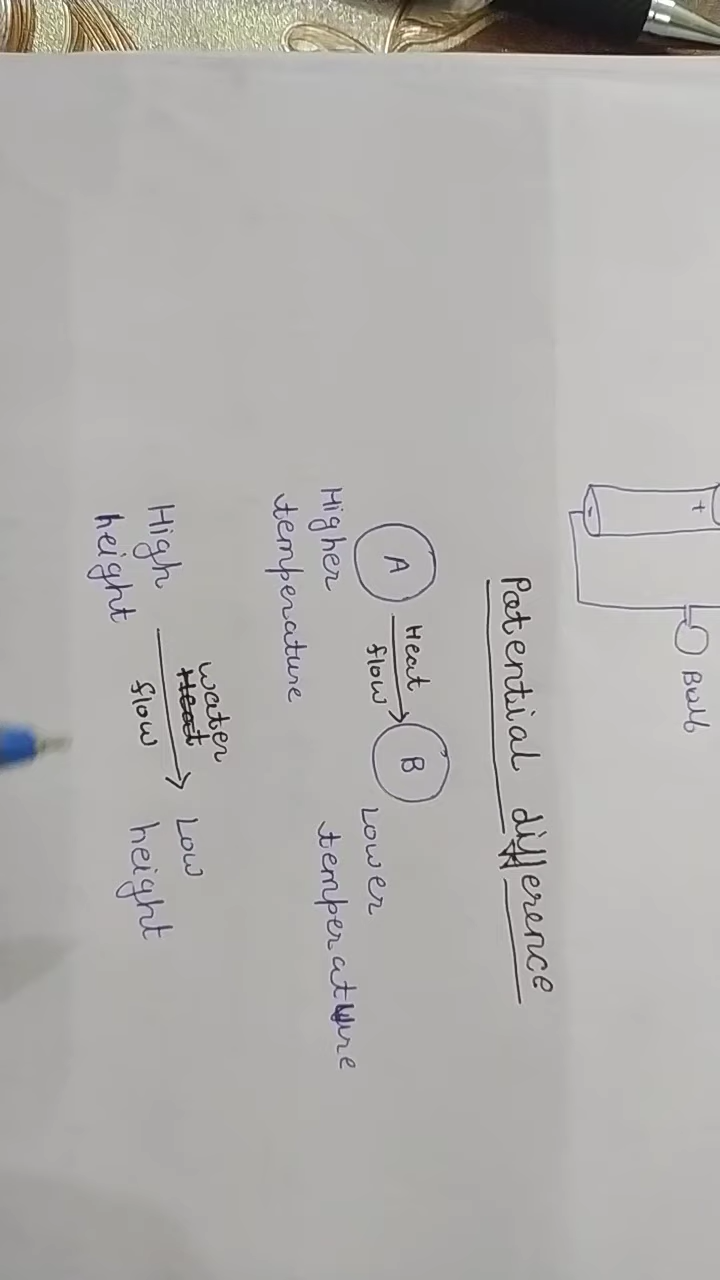 +
-
Bulb
Potential difference
A
Heat
flow
B
Higher
temperature
Lower
temperature
High
height
water
Heat
flow
Low
height